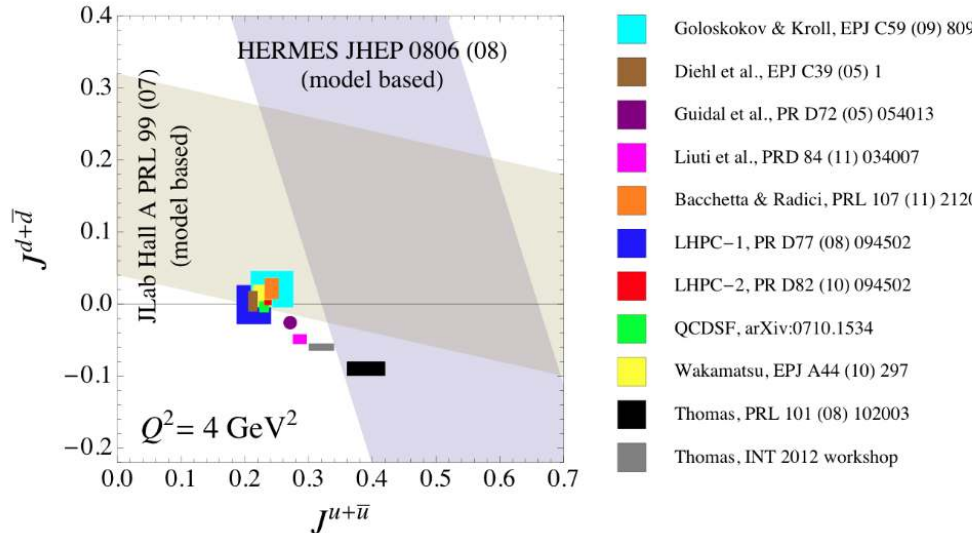 HERMES JHEP 0806 (08)
(model based)
JLab Hall A PRL 99 (07)
(model based)
Q² = 4 GeV²
0.4
0.3
0.2
0.1
0.0
−0.1
−0.2
J^{d+d̅}
0.0
0.1
0.2
0.3
0.4
0.5
0.6
0.7
J^{u+u̅}
Goloskokov & Kroll, EPJ C59 (09) 809
Diehl et al., EPJ C39 (05) 1
Guidal et al., PR D72 (05) 054013
Liuti et al., PRD 84 (11) 034007
Bacchetta & Radici, PRL 107 (11) 2120
LHPC−1, PR D77 (08) 094502
LHPC−2, PR D82 (10) 094502
QCDSF, arXiv:0710.1534
Wakamatsu, EPJ A44 (10) 297
Thomas, PRL 101 (08) 102003
Thomas, INT 2012 workshop